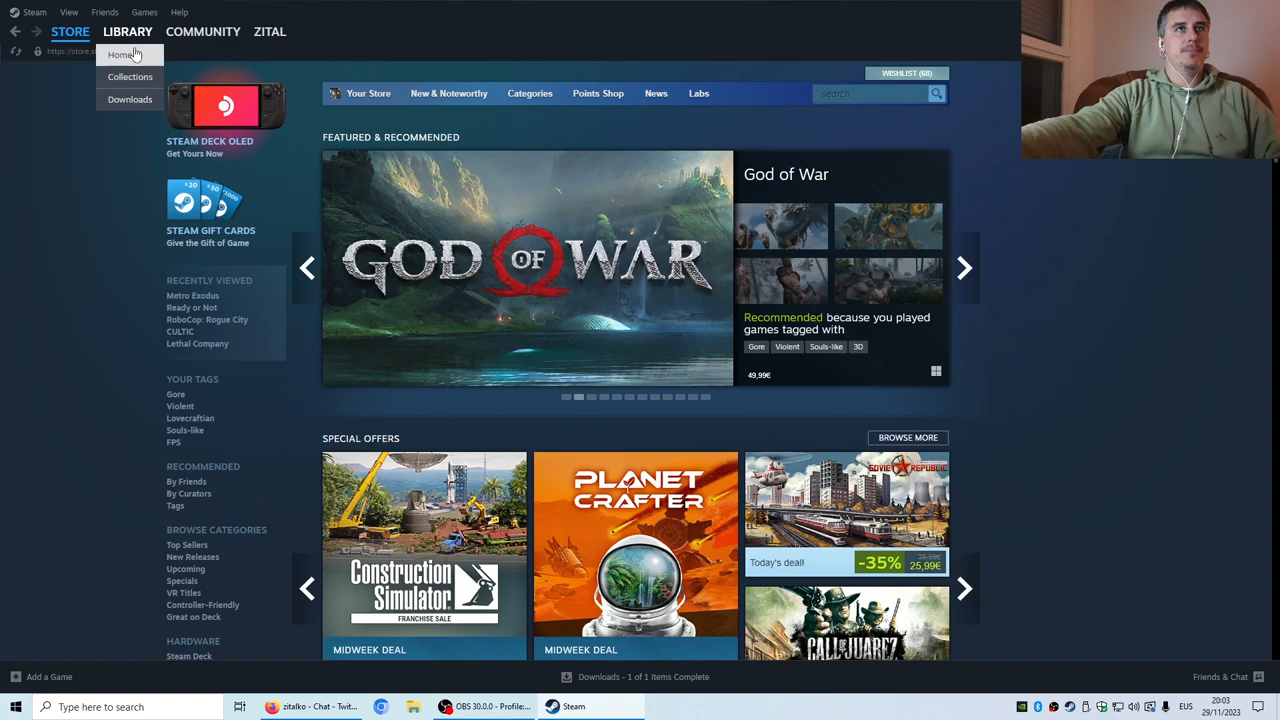 Steam View Friends Games Help
STORE LIBRARY COMMUNITY ZITAL
https://store.s
Home
Collections
Downloads
WISHLIST (68)
Your Store New & Noteworthy Categories Points Shop News Labs search
STEAM DECK OLED
Get Yours Now
STEAM GIFT CARDS
Give the Gift of Game
RECENTLY VIEWED
Metro Exodus
Ready or Not
RoboCop: Rogue City
CULTIC
Lethal Company
YOUR TAGS
Gore
Violent
Lovecraftian
Souls-like
FPS
RECOMMENDED
By Friends
By Curators
Tags
BROWSE CATEGORIES
Top Sellers
New Releases
Upcoming
Specials
VR Titles
Controller-Friendly
Great on Deck
HARDWARE
Steam Deck
FEATURED & RECOMMENDED
GOD OF WAR
God of War
Recommended because you played
games tagged with
Gore Violent Souls-like 3D
49,99€
SPECIAL OFFERS
BROWSE MORE
Construction
Simulator
FRANCHISE SALE
MIDWEEK DEAL
PLANET
CRAFTER
MIDWEEK DEAL
Today's deal! -35% 39,99€
25,99€
CALL OF JUAREZ
Add a Game Downloads - 1 of 1 Items Complete Friends & Chat
Type here to search
zitalko - Chat - Twit...
OBS 30.0.0 - Profile:...
Steam
EUS
20:03
29/11/2023